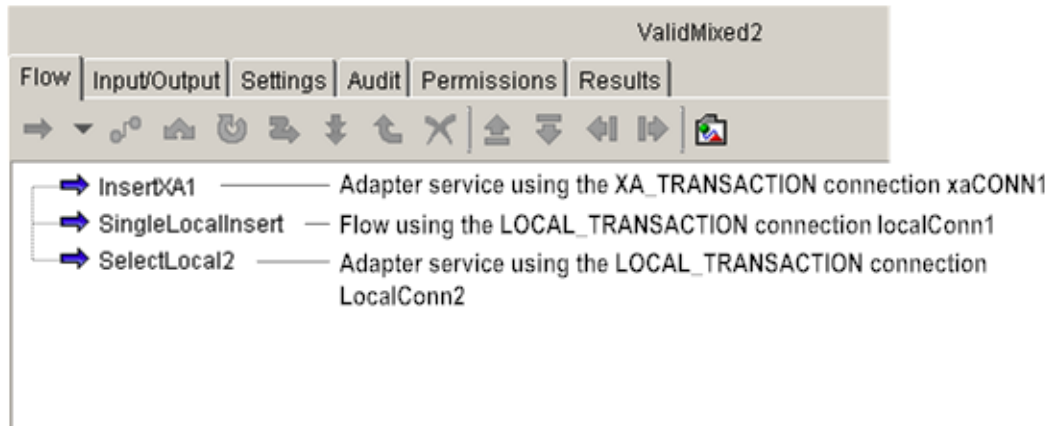 ValidMixed2
Flow Input/Output Settings Audit Permissions Results
InsertXA1 Adapter service using the XA_TRANSACTION connection xaCONN1
SingleLocalInsert Flow using the LOCAL_TRANSACTION connection localConn1
SelectLocal2 Adapter service using the LOCAL_TRANSACTION connection
LocalConn2